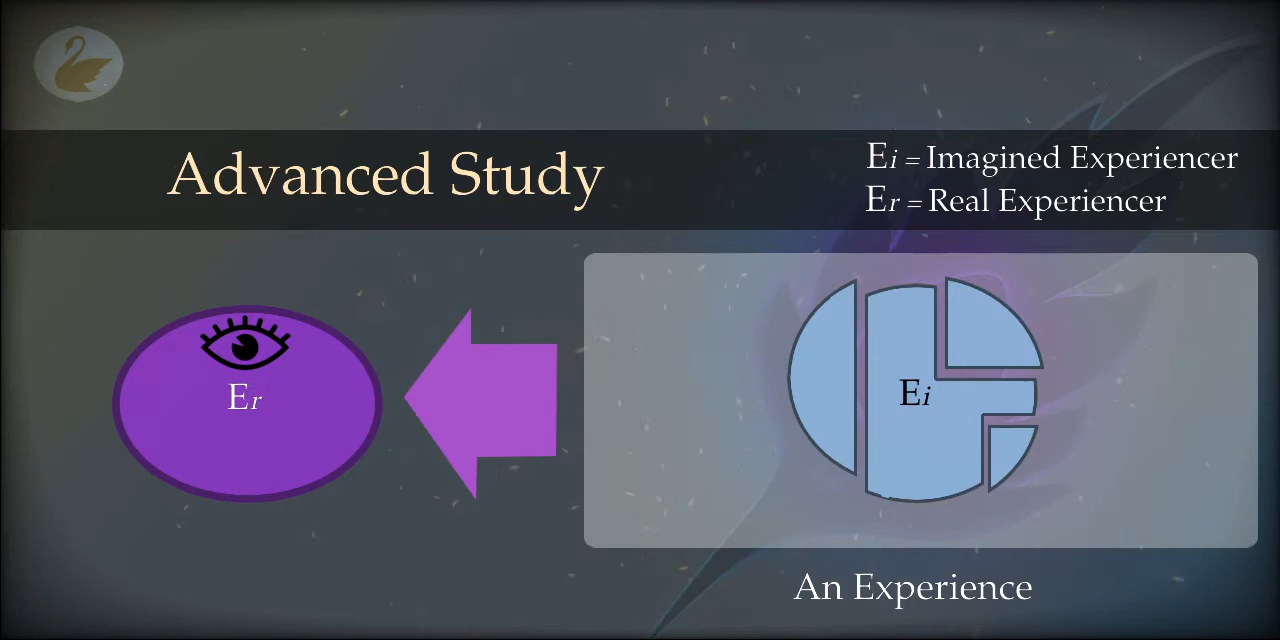 Advanced Study
Ei = Imagined Experiencer
Er = Real Experiencer
Er
Ei
An Experience